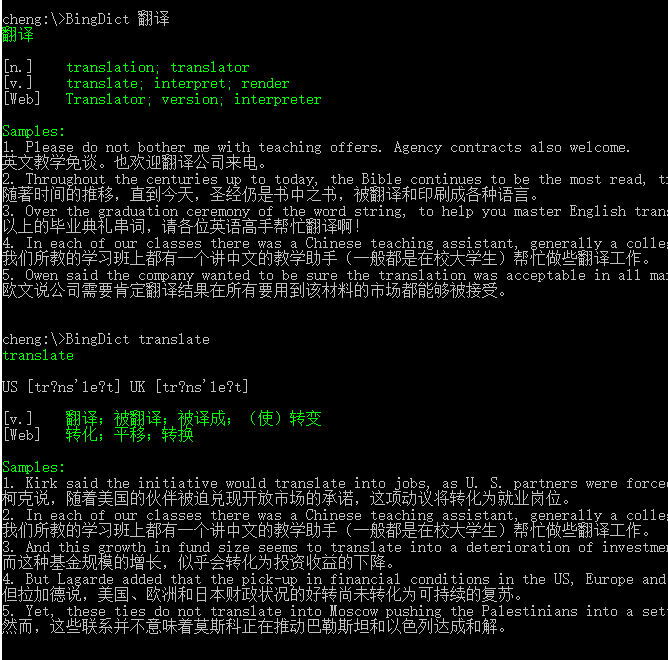 cheng:\>BingDict 翻译
翻译
[n.] translation; translator
[v.] translate; interpret; render
[Web] Translator; version; interpreter
Samples:
1. Please do not bother me with teaching offers. Agency contracts also welcome.
英文教学免谈。也欢迎翻译公司来电。
2. Throughout the centuries up to today, the Bible continues to be the most read, t
随著时间的推移，直到今天，圣经仍是书中之书，被翻译和印刷成各种语言。
3. Over the graduation ceremony of the word string, to help you master English tran
以上的毕业典礼串词，请各位英语高手帮忙翻译啊！
4. In each of our classes there was a Chinese teaching assistant, generally a colle
我们所教的学习班上都有一个讲中文的教学助手（一般都是在校大学生）帮忙做些翻译工作。
5. Owen said the company wanted to be sure the translation was acceptable in all ma
欧文说公司需要肯定翻译结果在所有要用到该材料的市场都能够被接受。
cheng:\>BingDict translate
translate
US [tr?ns'le?t] UK [tr?ns'le?t]
[v.] 翻译；被翻译；被译成；（使）转变
[Web] 转化；平移；转换
Samples:
1. Kirk said the initiative would translate into jobs, as U. S. partners were force
柯克说，随着美国的伙伴被迫兑现开放市场的承诺，这项动议将转化为就业岗位。
2. In each of our classes there was a Chinese teaching assistant, generally a colle
我们所教的学习班上都有一个讲中文的教学助手（一般都是在校大学生）帮忙做些翻译工作。
3. And this growth in fund size seems to translate into a deterioration of investme
而这种基金规模的增长，似乎会转化为投资收益的下降。
4. But Lagarde added that the pick-up in financial conditions in the US, Europe and
但拉加德说，美国、欧洲和日本财政状况的好转尚未转化为可持续的复苏。
5. Yet, these ties do not translate into Moscow pushing the Palestinians into a set
然而，这些联系并不意味着莫斯科正在推动巴勒斯坦和以色列达成和解。